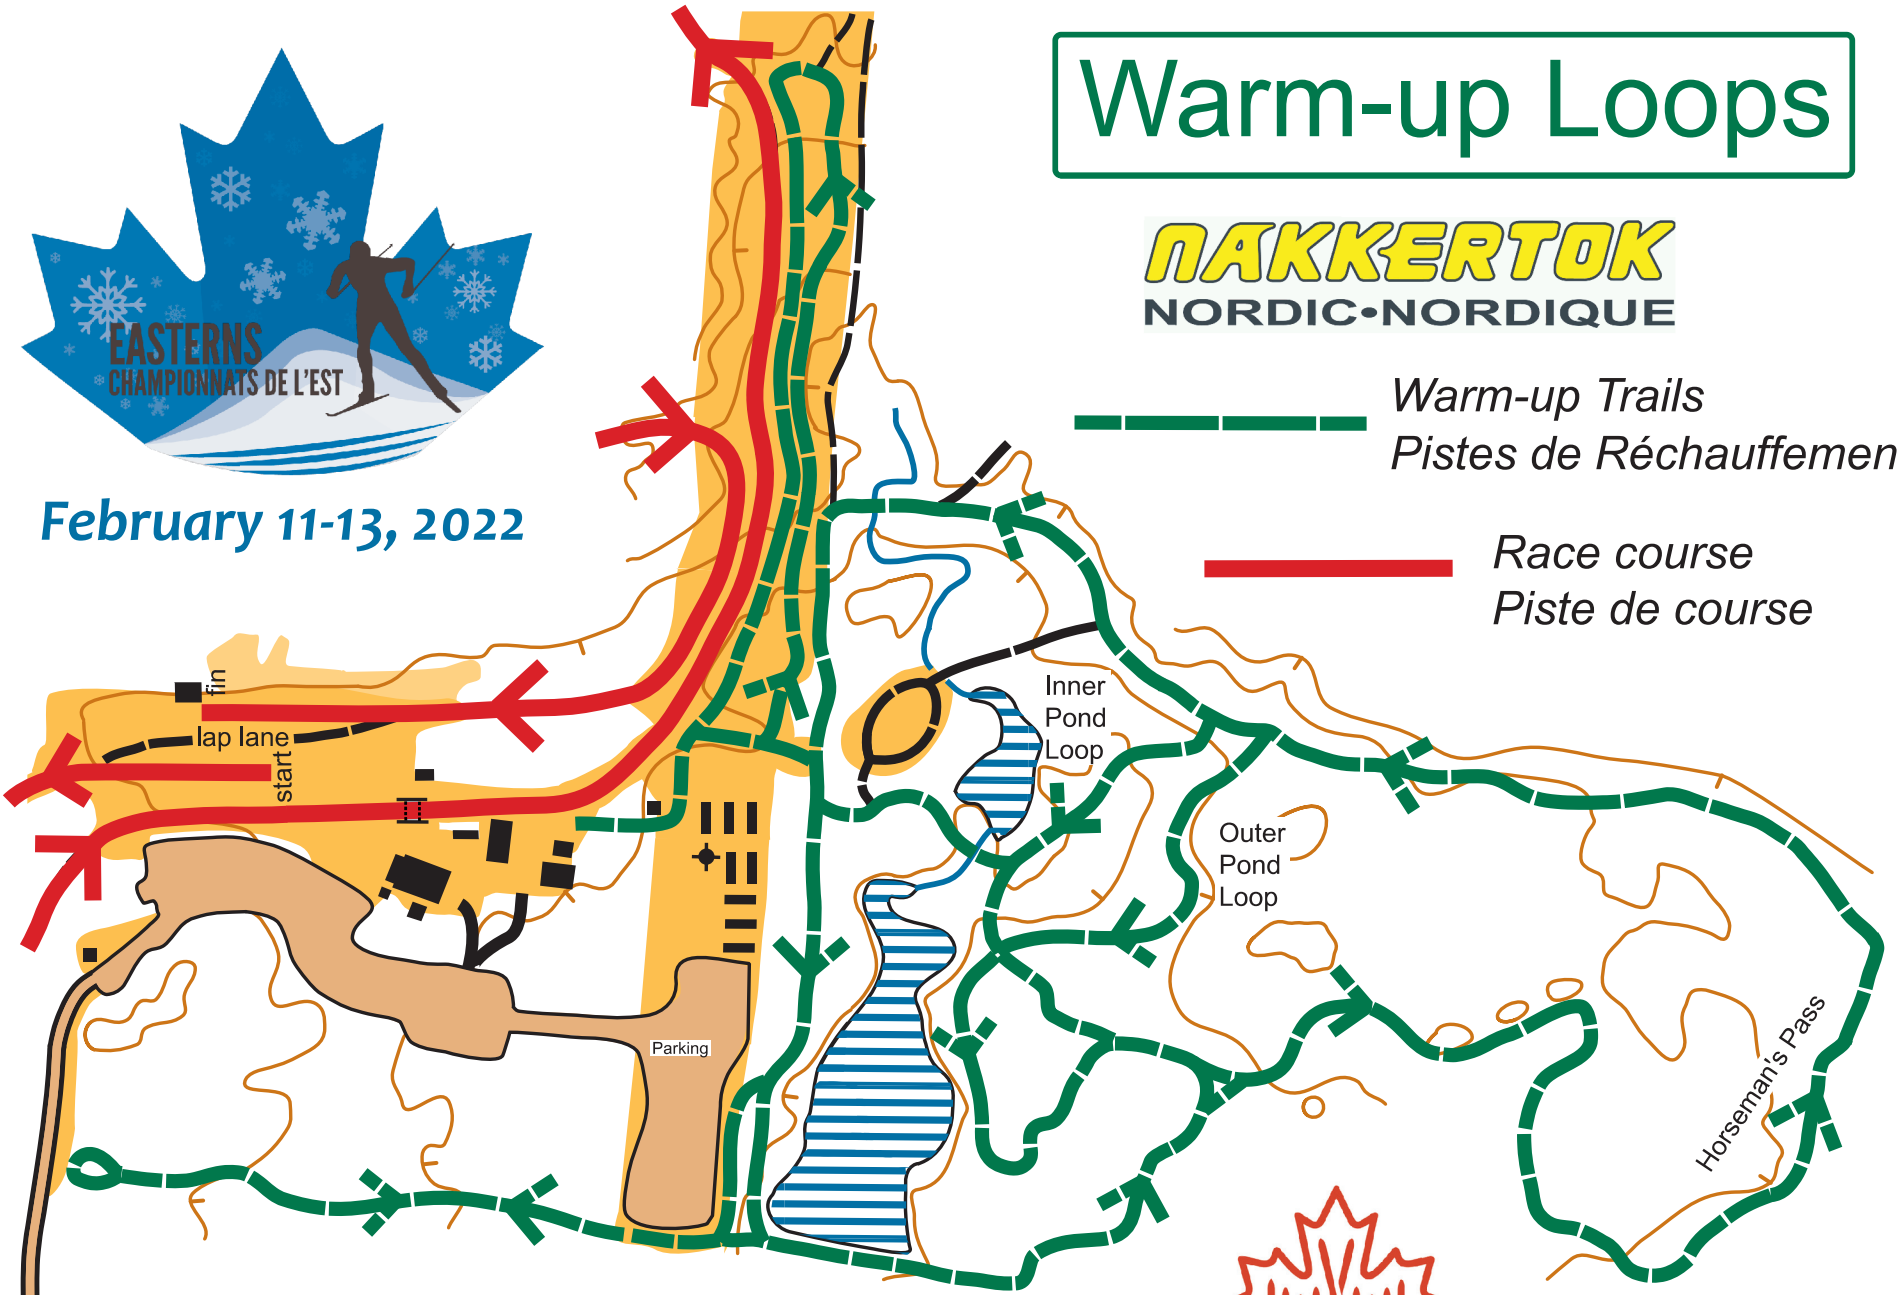 Warm-up Loops
NAKKERTOK
NORDIC•NORDIQUE
EASTERNS
CHAMPIONNATS DE L'EST
February 11-13, 2022
Warm-up Trails
Pistes de Réchauffemen
Race course
Piste de course
fin
lap lane
start
Inner
Pond
Loop
Outer
Pond
Loop
Parking
Horseman's Pass